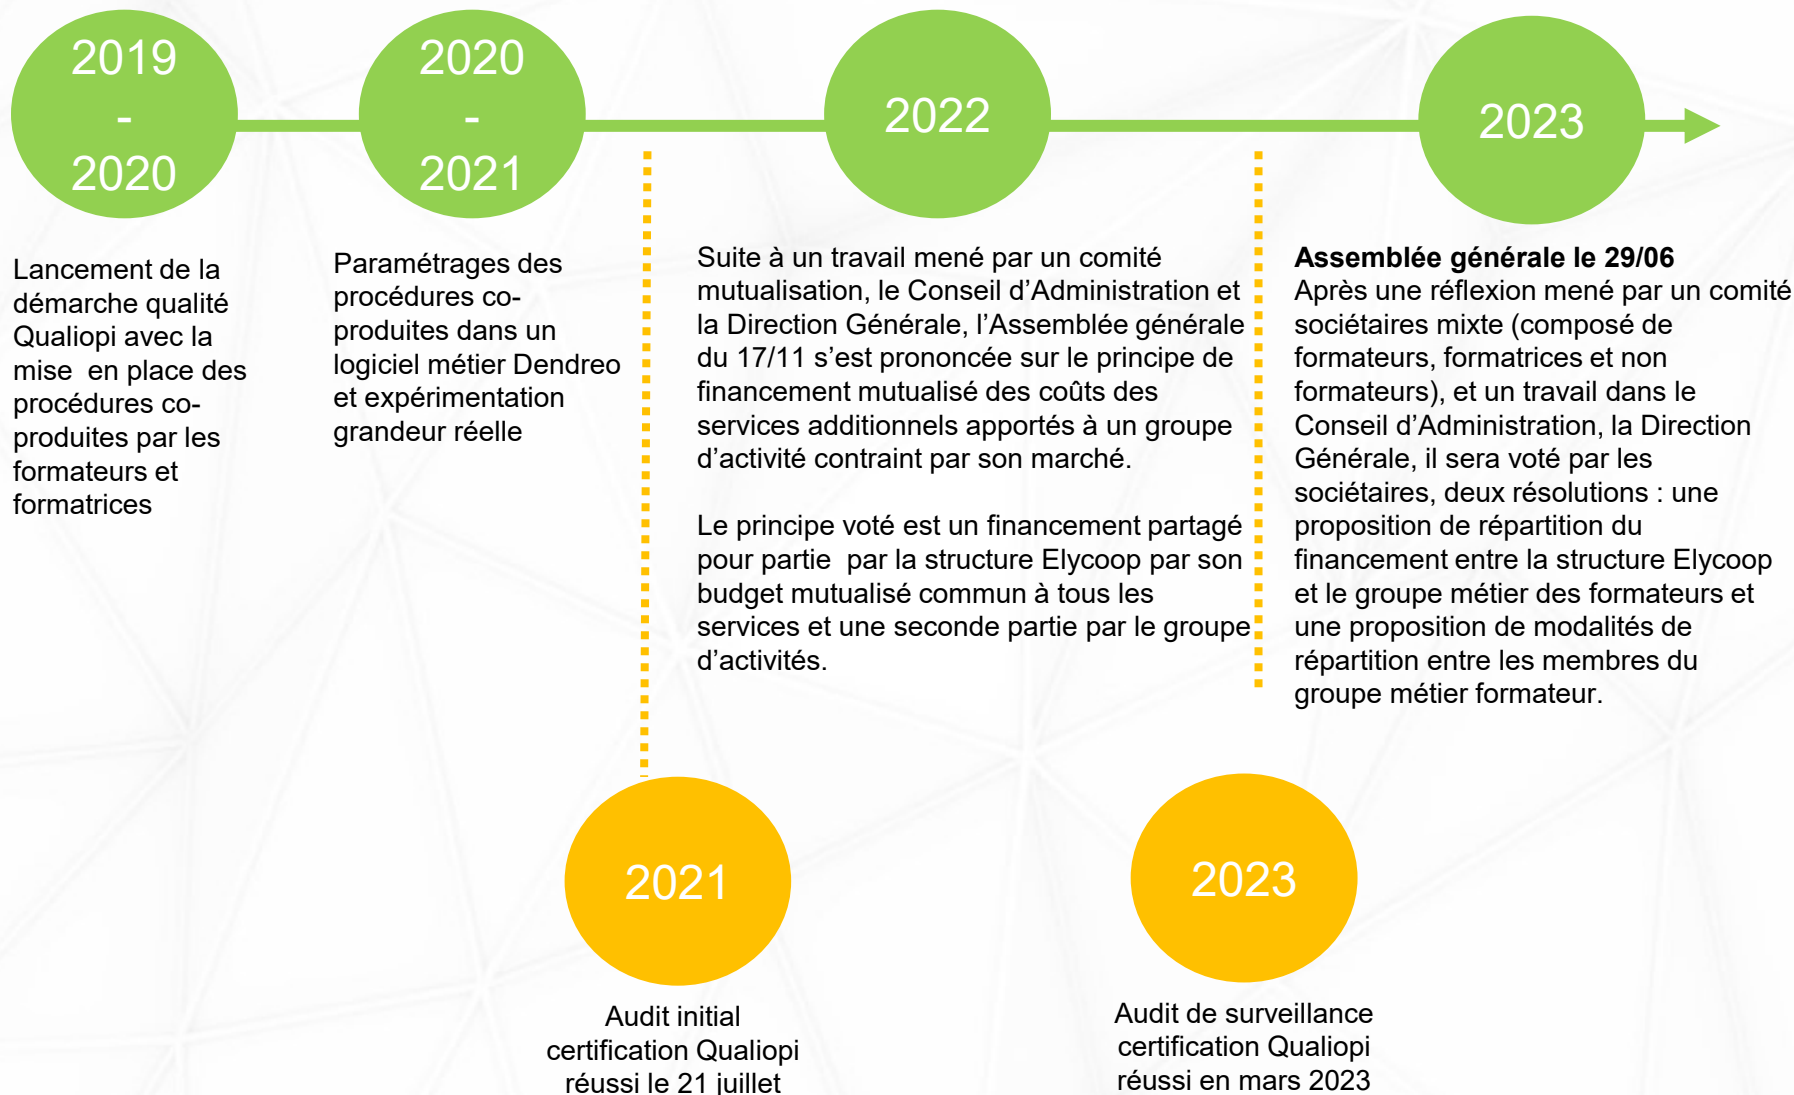 2019
-
2020
2020
-
2021
2022
2023
Lancement de la
démarche qualité
Qualiopi avec la
mise  en place des
procédures co-
produites par les
formateurs et
formatrices
Paramétrages des
procédures co-
produites dans un
logiciel métier Dendreo
et expérimentation
grandeur réelle
Suite à un travail mené par un comité
mutualisation, le Conseil d’Administration et
la Direction Générale, l’Assemblée générale
du 17/11 s’est prononcée sur le principe de
financement mutualisé des coûts des
services additionnels apportés à un groupe
d’activité contraint par son marché.
Le principe voté est un financement partagé
pour partie  par la structure Elycoop par son
budget mutualisé commun à tous les
services et une seconde partie par le groupe
d’activités.
Assemblée générale le 29/06
Après une réflexion mené par un comité
sociétaires mixte (composé de
formateurs, formatrices et non
formateurs), et un travail dans le
Conseil d’Administration, la Direction
Générale, il sera voté par les
sociétaires, deux résolutions : une
proposition de répartition du
financement entre la structure Elycoop
et le groupe métier des formateurs et
une proposition de modalités de
répartition entre les membres du
groupe métier formateur.
2021
Audit initial
certification Qualiopi
réussi le 21 juillet
2023
Audit de surveillance
certification Qualiopi
réussi en mars 2023